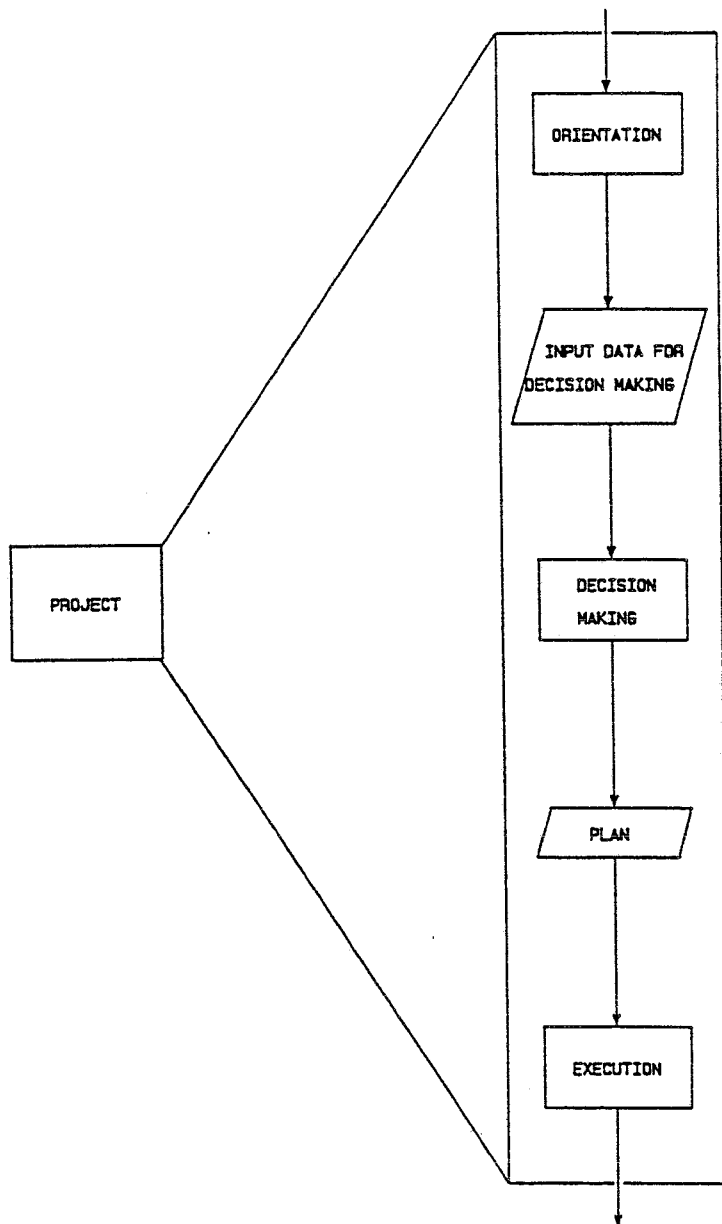 ORIENTATION
INPUT DATA FOR
DECISION MAKING
PROJECT
DECISION
MAKING
PLAN
EXECUTION